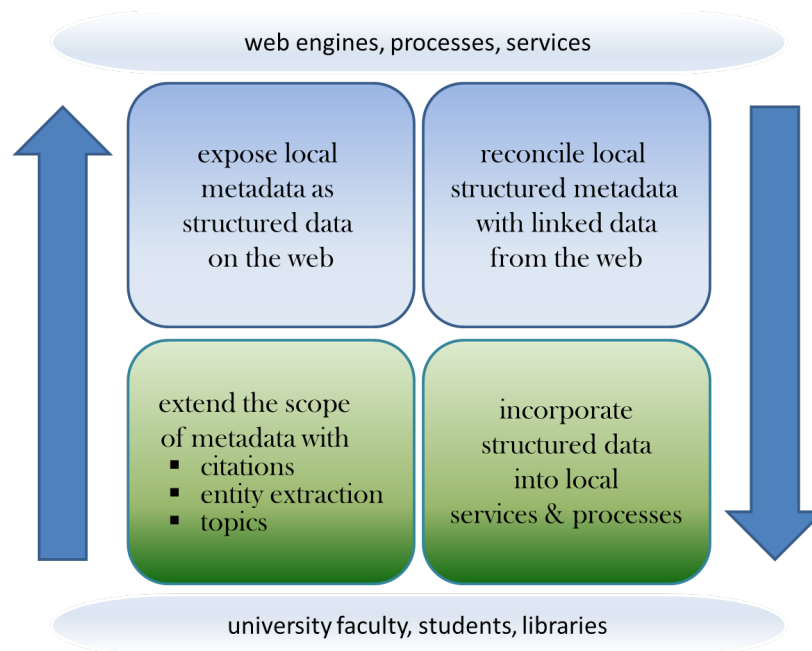 web engines, processes, services
expose local
metadata as
structured data
on the web
reconcile local
structured metadata
with linked data
from the web
extend the scope
of metadata with
▪ citations
▪ entity extraction
▪ topics
incorporate
structured data
into local
services & processes
university faculty, students, libraries